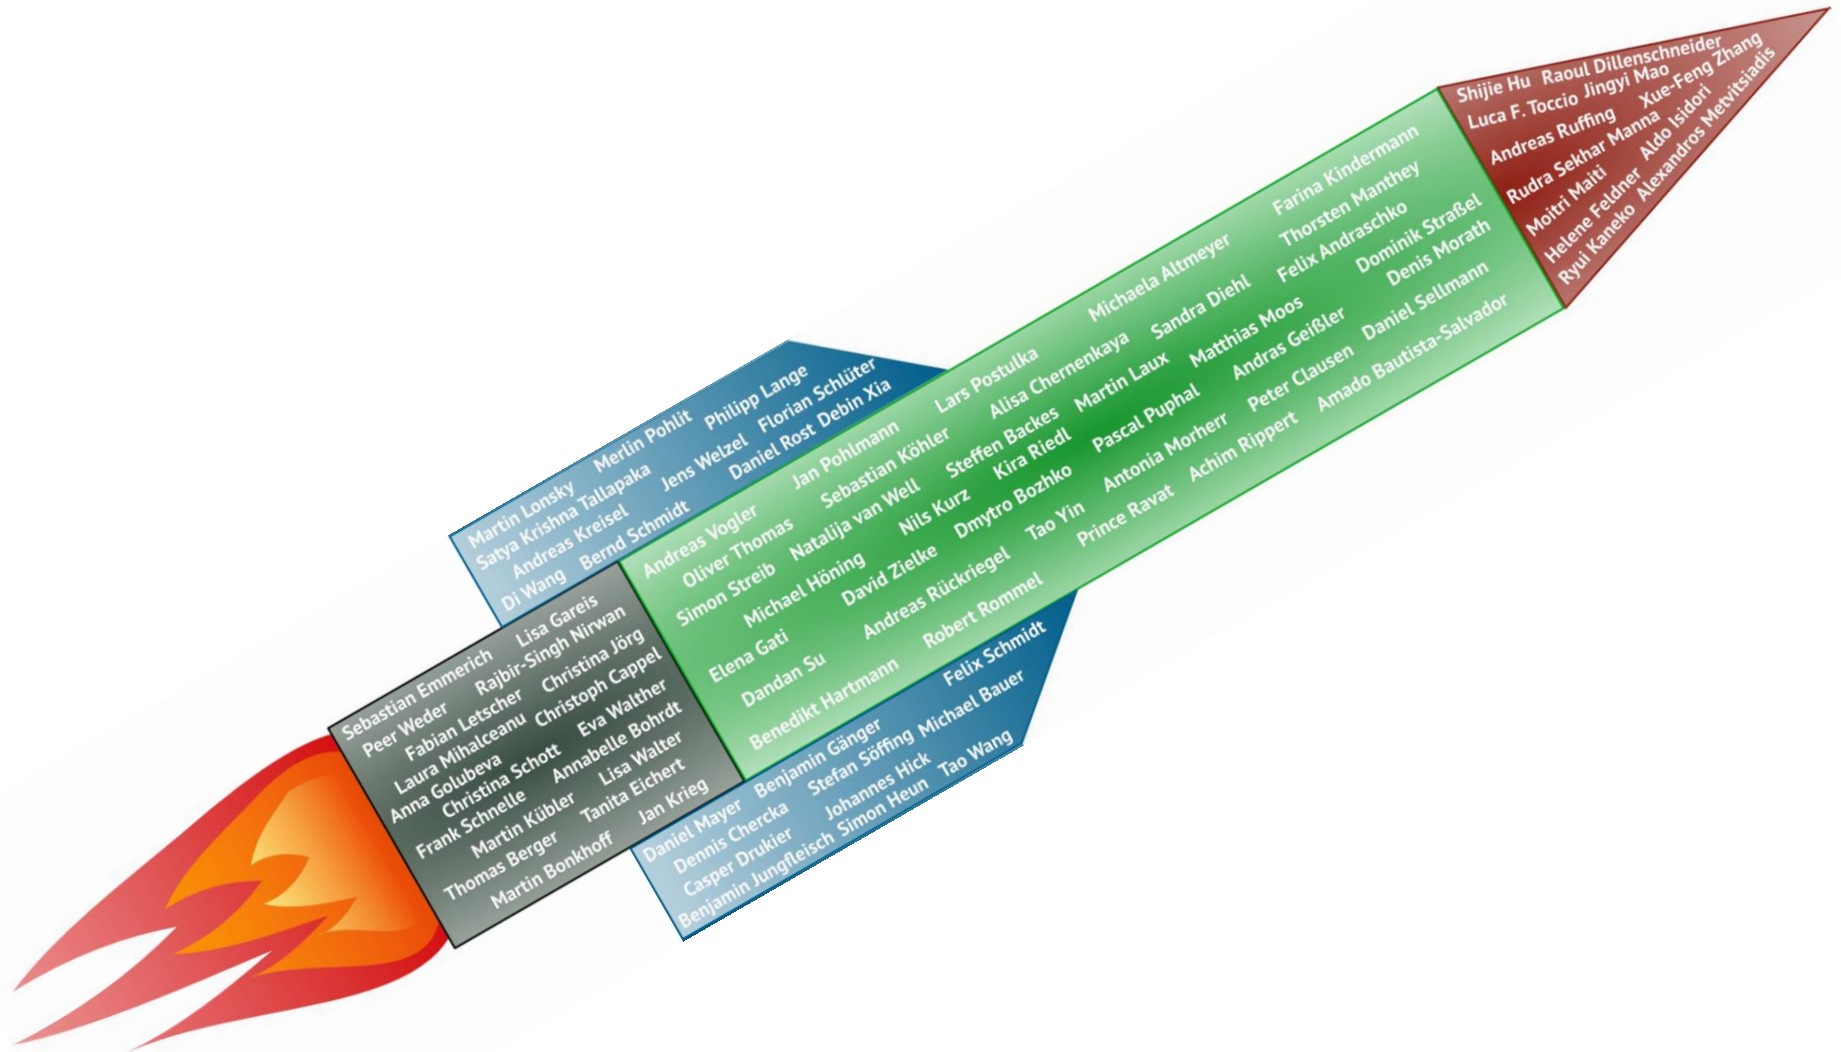 Shijie Hu Raoul Dillenschneider
Luca F. Toccio Jingyi Mao
Andreas Ruffing Xue-Feng Zhang
Rudra Sekhar Manna
Moitri Maiti Aldo Isidori
Helene Feldner
Ryui Kaneko Alexandros Metvitsiadis
Andreas Vogler Jan Pohlmann Lars Postulka Michaela Altmeyer Farina Kindermann
Oliver Thomas Sebastian Köhler Alisa Chernenkaya Sandra Diehl Thorsten Manthey
Simon Streib Natalija van Well Steffen Backes Martin Laux Matthias Moos Felix Andraschko
Michael Höning Nils Kurz Kira Riedl Dominik Straßel
Elena Gati David Zielke Dmytro Bozhko Pascal Puphal Andras Geißler Denis Morath
Dandan Su Andreas Rückriegel Tao Yin Antonia Morherr Peter Clausen Daniel Sellmann
Benedikt Hartmann Robert Rommel Prince Ravat Achim Rippert Amado Bautista-Salvador
Martin Lonsky Merlin Pohlit Philipp Lange
Satya Krishna Tallapaka Jens Welzel Florian Schlüter
Andreas Kreisel Daniel Rost Debin Xia
Di Wang Bernd Schmidt
Sebastian Emmerich Lisa Gareis
Peer Weder Rajbir-Singh Nirwan
Fabian Letscher Christina Jörg
Laura Mihalceanu Christoph Cappel
Anna Golubeva
Christina Schott Eva Walther
Frank Schnelle Annabelle Bohrdt
Martin Kübler Lisa Walter
Thomas Berger Tanita Eichert
Martin Bonkhoff Jan Krieg
Daniel Mayer Benjamin Gänger Felix Schmidt
Dennis Chercka Stefan Söffing Michael Bauer
Casper Drukier Johannes Hick
Benjamin Jungfleisch Simon Heun Tao Wang